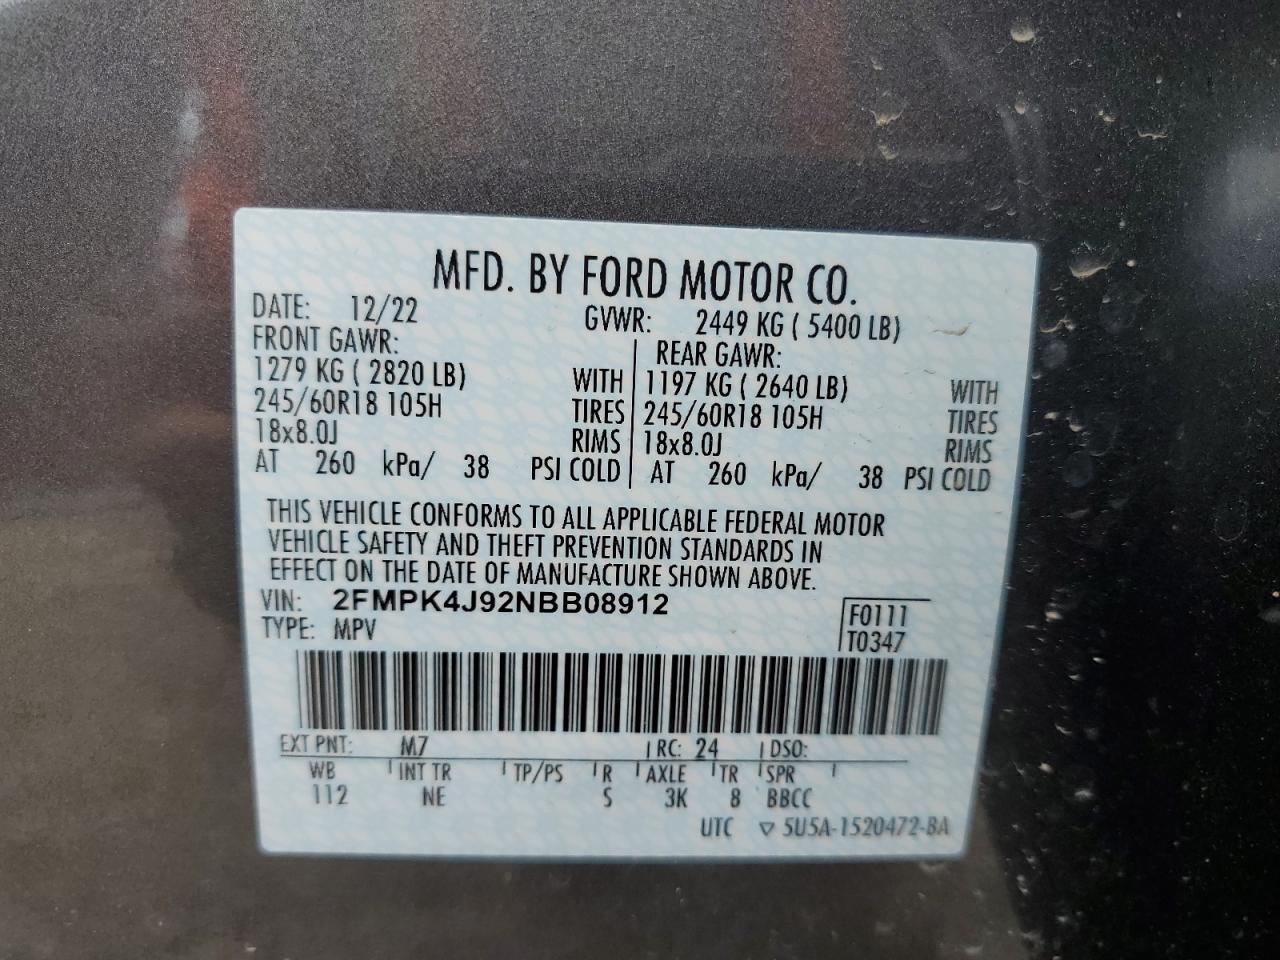 MFD. BY FORD MOTOR CO.
DATE: 12/22 GVWR: 2449 KG ( 5400 LB)
FRONT GAWR: REAR GAWR:
1279 KG ( 2820 LB) WITH 1197 KG ( 2640 LB) WITH
245/60R18 105H TIRES 245/60R18 105H TIRES
18x8.0J RIMS 18x8.0J RIMS
AT 260 kPa/ 38 PSI COLD AT 260 kPa/ 38 PSI COLD
THIS VEHICLE CONFORMS TO ALL APPLICABLE FEDERAL MOTOR
VEHICLE SAFETY AND THEFT PREVENTION STANDARDS IN
EFFECT ON THE DATE OF MANUFACTURE SHOWN ABOVE.
VIN: 2FMPK4J92NBB08912 F0111
TYPE: MPV T0347
EXT PNT: M7 RC: 24 DSO:
WB INT TR TP/PS R AXLE TR SPR
112 NE S 3K 8 BBCC
UTC ▽ 5U5A-1520472-BA